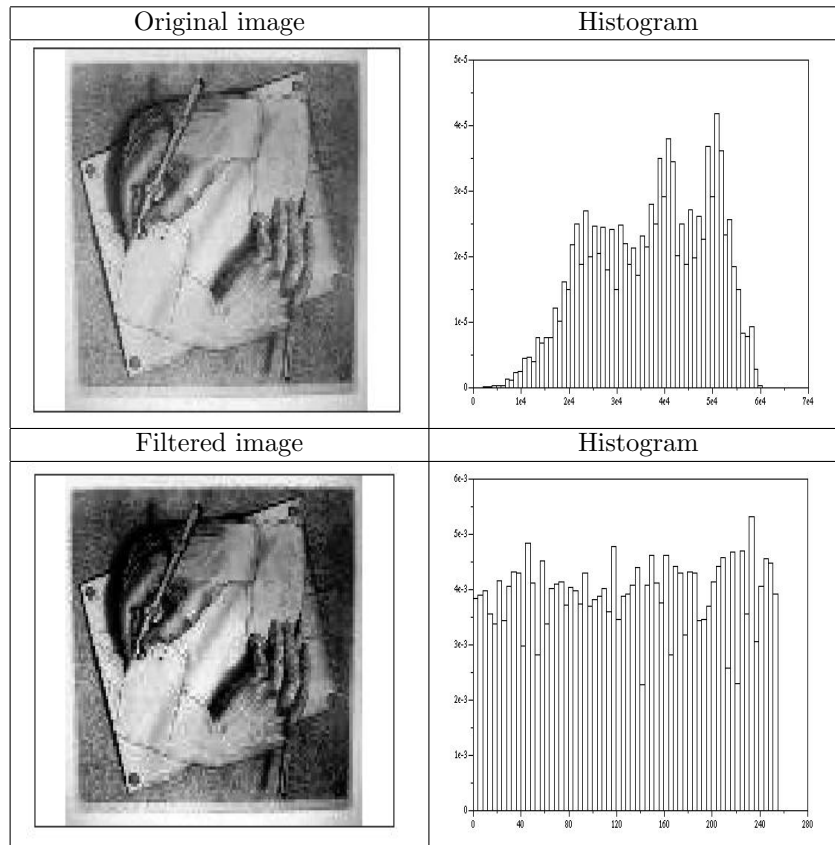 Original image Histogram
5e-5
4e-5
3e-5
2e-5
1e-5
0
0 1e4 2e4 3e4 4e4 5e4 6e4 7e4
Filtered image Histogram
6e-3
5e-3
4e-3
3e-3
2e-3
1e-3
0
0 40 80 120 160 200 240 280